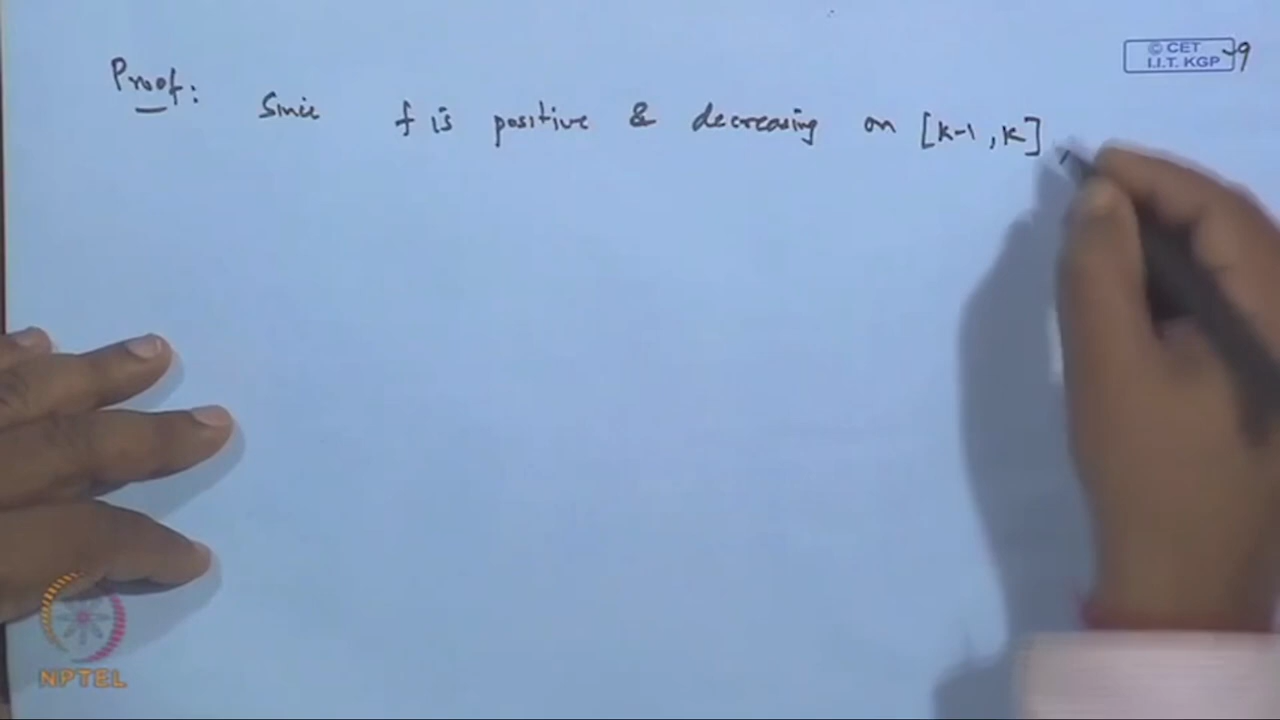 Proof: Since f is positive & decreasing on [k-1, k],
© CET
I.I.T. KGP
NPTEL